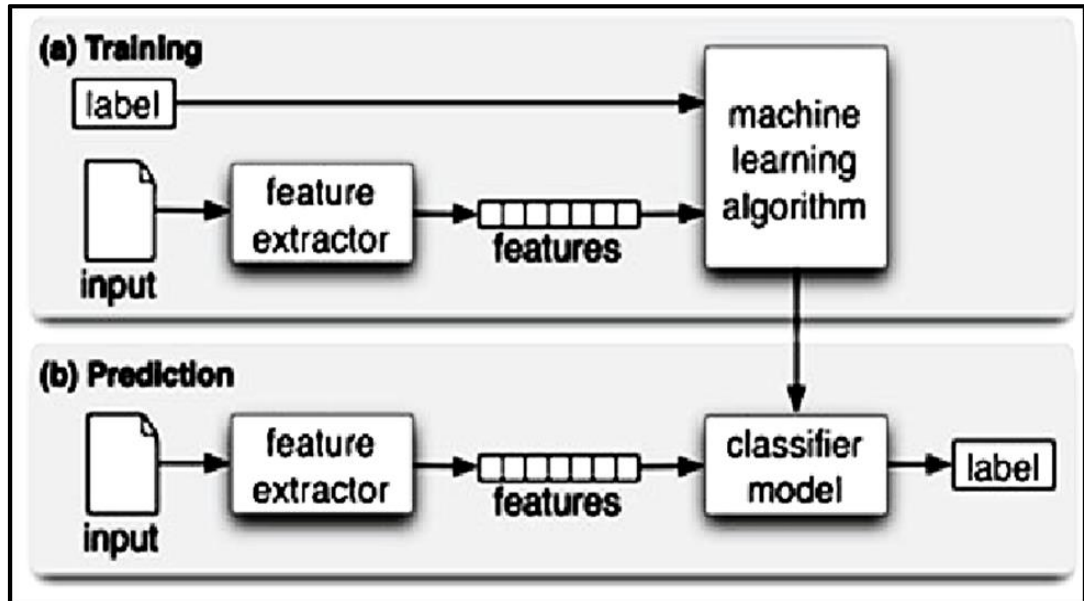 (a) Training
label
machine
learning
algorithm
feature
extractor
features
input
(b) Prediction
feature
extractor
features
input
classifier
model
label